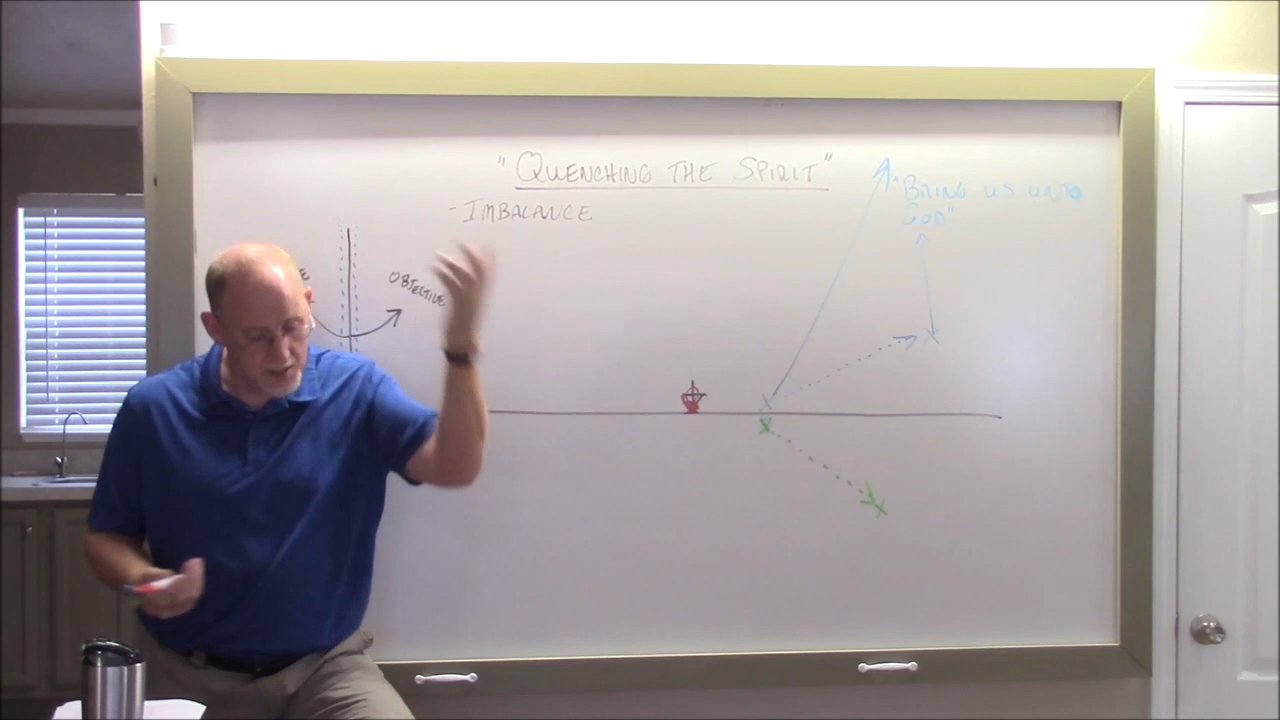 "QUENCHING THE SPIRIT"
- IMBALANCE
OBJECTIVE
"BRING US UNTO
GOD"